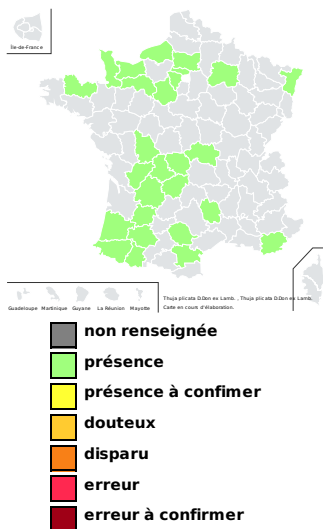 Île-de-France
Guadeloupe Martinique Guyane La Réunion Mayotte
Thuja plicata D.Don ex Lamb. , Thuja plicata D.Don ex Lamb.
Carte en cours d'élaboration.
non renseignée
présence
présence à confimer
douteux
disparu
erreur
erreur à confirmer